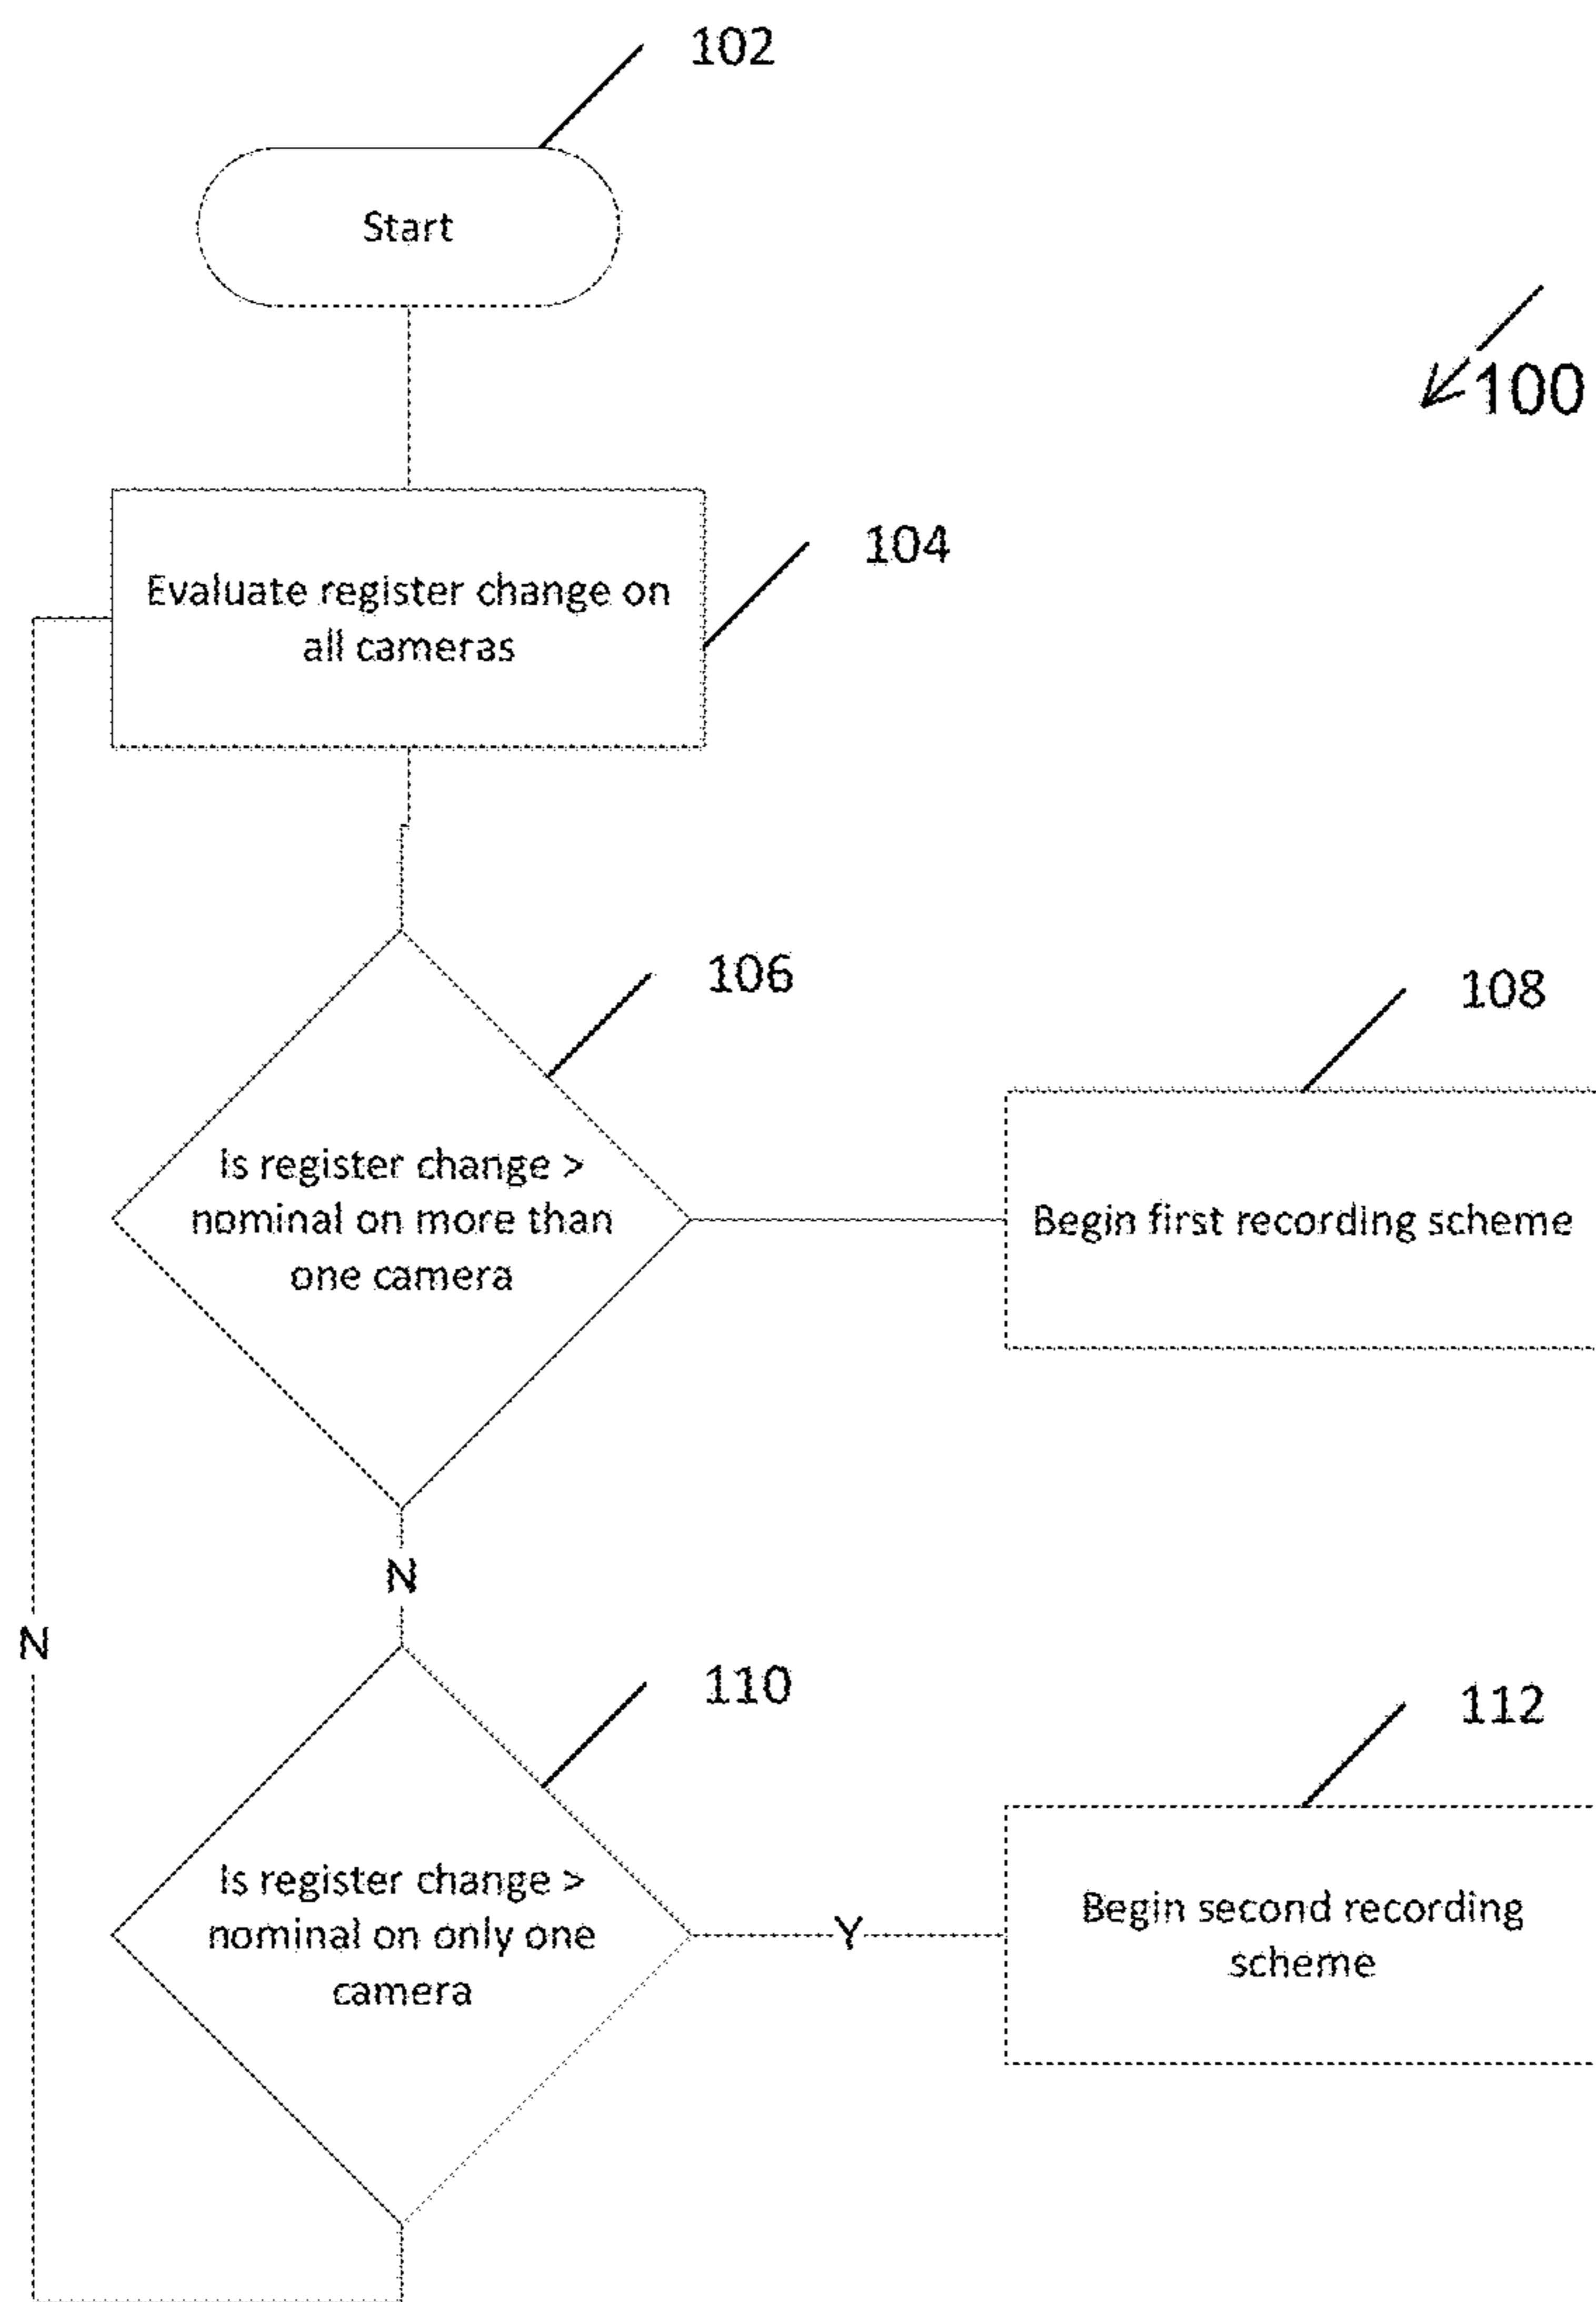 102
Start
100
104
Evaluate register change on
all cameras
106
108
Is register change >
nominal on more than
one camera
Begin first recording scheme
N
N
110
112
Is register change >
nominal on only one
camera
Y
Begin second recording
scheme